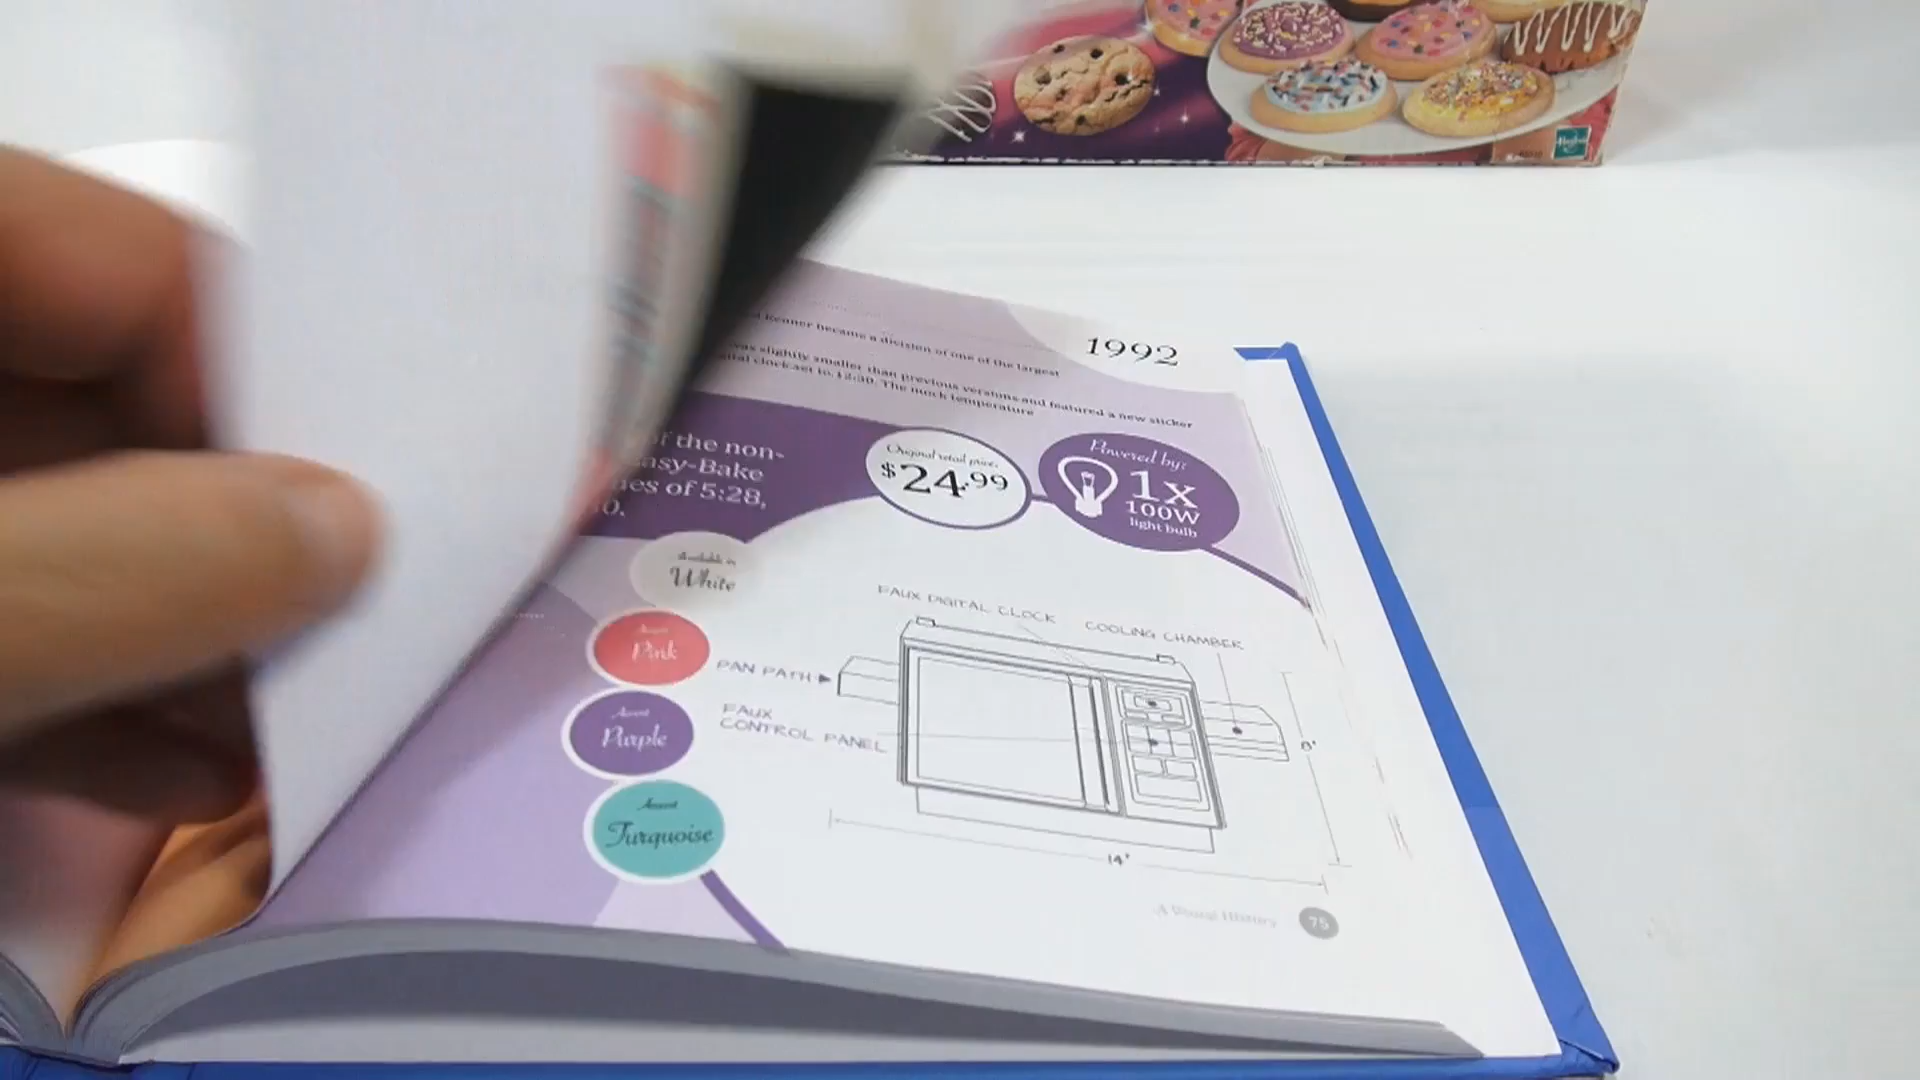 1992
Kenner became a division of one of the largest
was slightly smaller than previous versions and featured a new sticker
clock set to 12:30. The mock temperature
of the non-
Easy-Bake
of 5:28,
Original retail price:
$24.99
Powered by:
1x
100W
light bulb
Available in
White
Accent
Pink
Accent
Purple
Accent
Turquoise
FAUX DIGITAL CLOCK
COOLING CHAMBER
PAN PATH
FAUX
CONTROL PANEL
8"
14"
A Visual History 75
Hasbro